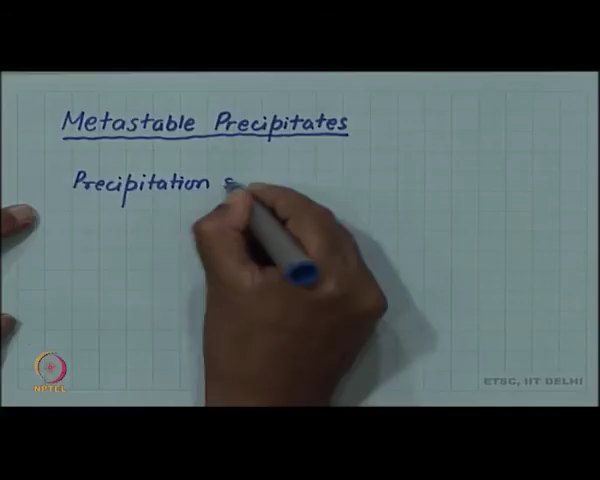 Metastable Precipitates
Precipitation s
NPTEL
ETSC, IIT DELHI